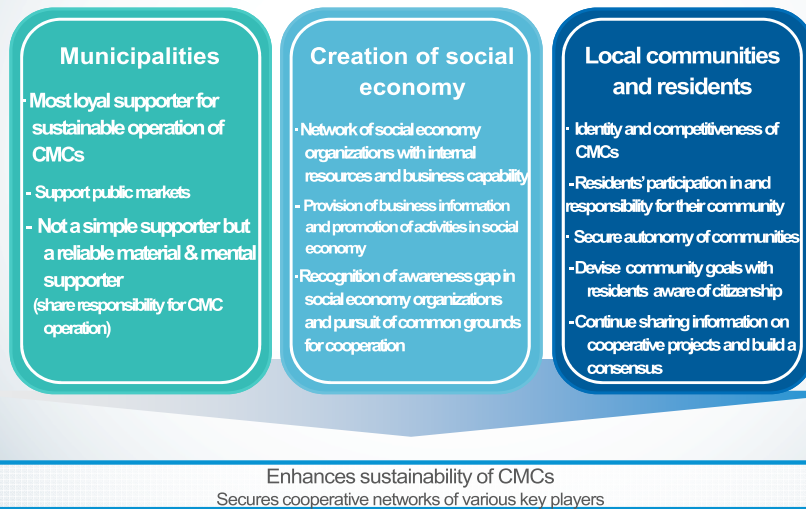 Municipalities
· Most loyal supporter for
sustainable operation of
CMCs
- Support public markets
- Not a simple supporter but
a reliable material & mental
supporter
(share responsibility for CMC
operation)
Creation of social
economy
· Network of social economy
organizations with internal
resources and business capability
- Provision of business information
and promotion of activities in social
economy
· Recognition of awareness gap in
social economy organizations
and pursuit of common grounds
for cooperation
Local communities
and residents
· Identity and competitiveness of
CMCs
- Residents' participation in and
responsibility for their community
· Secure autonomy of communities
- Devise community goals with
residents aware of citizenship
- Continue sharing information on
cooperative projects and build a
consensus
Enhances sustainability of CMCs
Secures cooperative networks of various key players